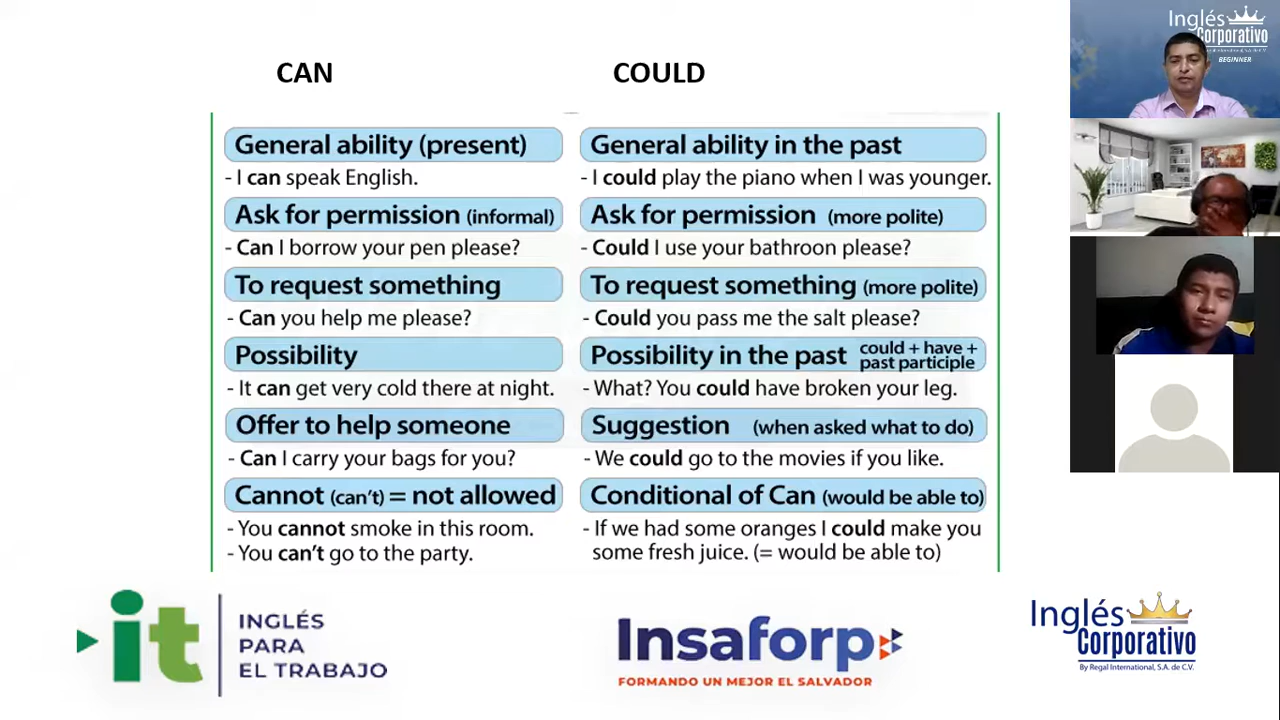 CAN
COULD
General ability (present)
General ability in the past
- I can speak English.
- I could play the piano when I was younger.
Ask for permission (informal)
Ask for permission (more polite)
- Can I borrow your pen please?
- Could I use your bathroon please?
To request something
To request something (more polite)
- Can you help me please?
- Could you pass me the salt please?
Possibility
Possibility in the past could + have + past participle
- It can get very cold there at night.
- What? You could have broken your leg.
Offer to help someone
Suggestion (when asked what to do)
- Can I carry your bags for you?
- We could go to the movies if you like.
Cannot (can't) = not allowed
Conditional of Can (would be able to)
- You cannot smoke in this room.
- You can't go to the party.
- If we had some oranges I could make you
some fresh juice. (= would be able to)
it
INGLÉS
PARA
EL TRABAJO
Insaforp
FORMANDO UN MEJOR EL SALVADOR
Inglés
Corporativo
By Regal International, S.A. de C.V.
Inglés
Corporativo
BEGINNER